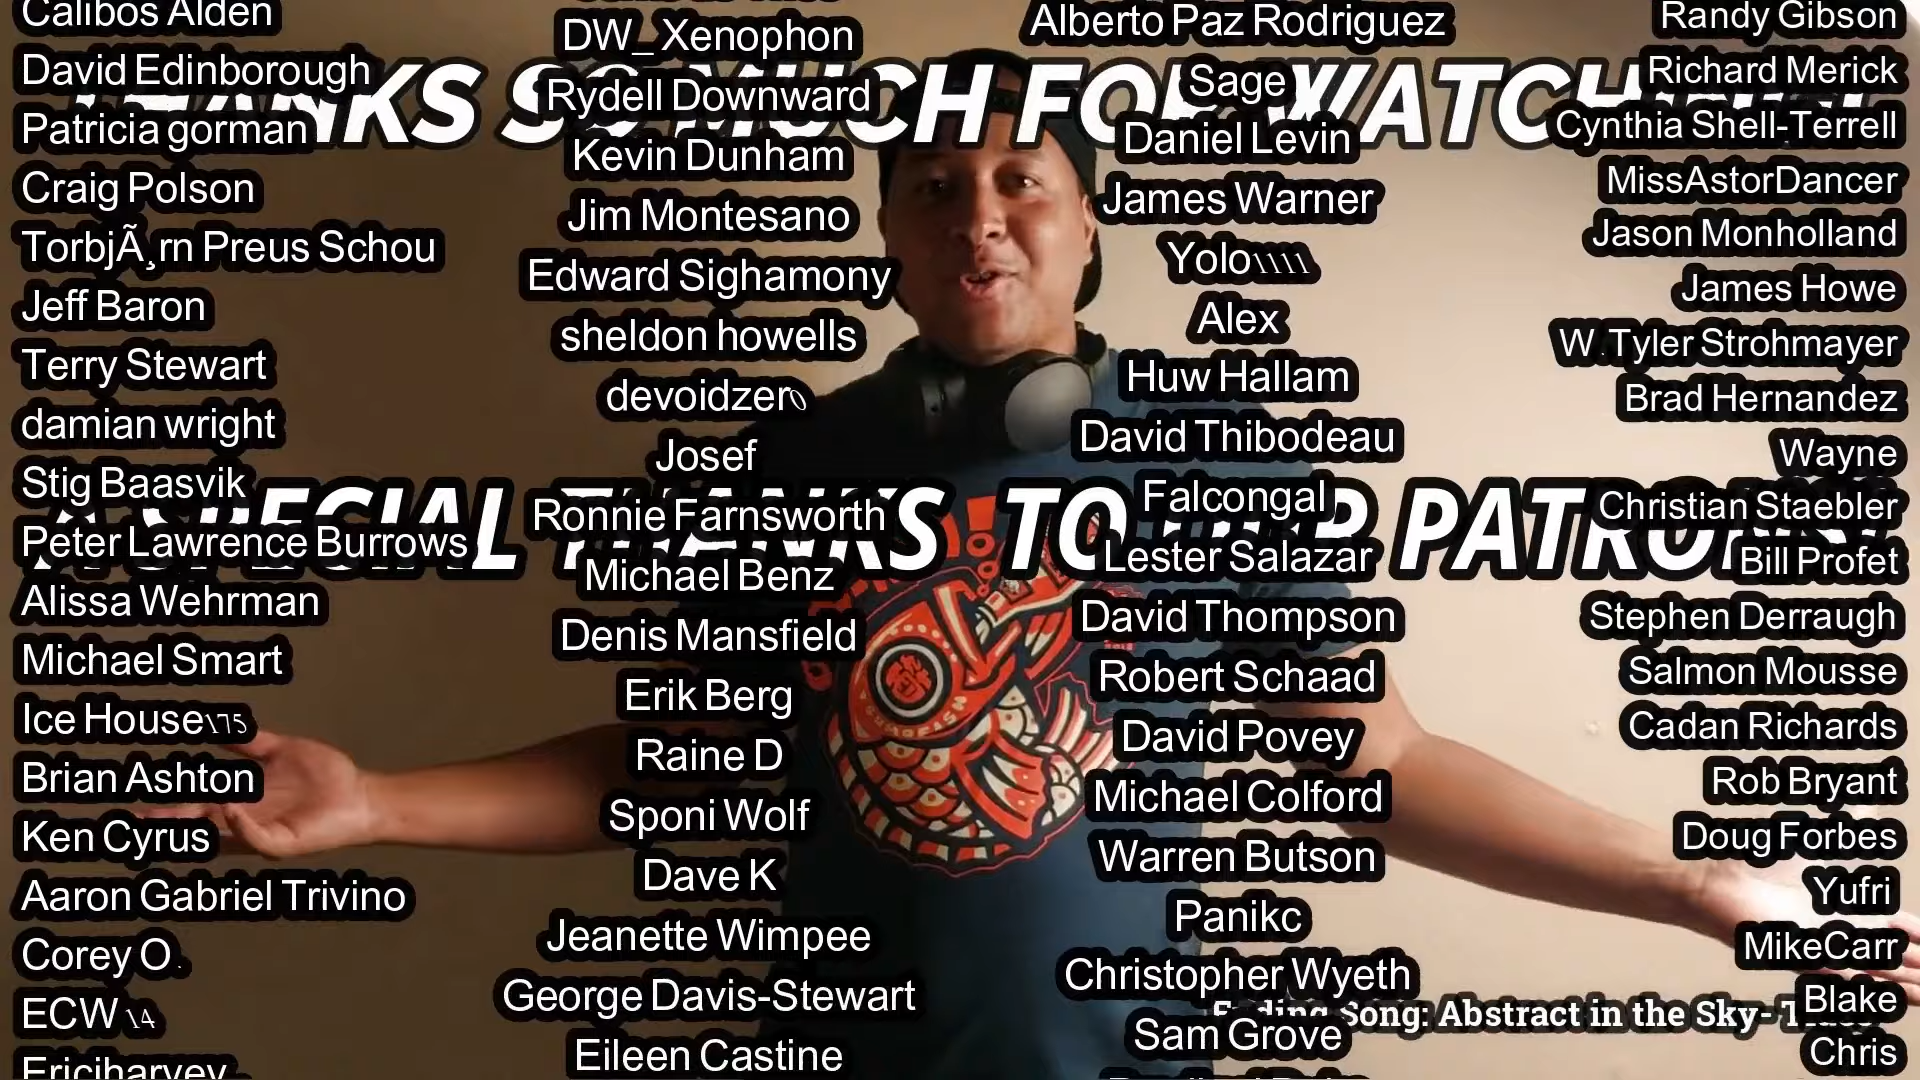 Calibos Alden
David Edinborough
Patricia gorman
Craig Polson
TorbjÃ¸rn Preus Schou
Jeff Baron
Terry Stewart
damian wright
Stig Baasvik
Peter Lawrence Burrows
Alissa Wehrman
Michael Smart
Ice House175
Brian Ashton
Ken Cyrus
Aaron Gabriel Trivino
Corey O.
ECW 14
Ericjharvey
DW_Xenophon
Rydell Downward
Kevin Dunham
Jim Montesano
Edward Sighamony
sheldon howells
devoidzer0
Josef
Ronnie Farnsworth
Michael Benz
Denis Mansfield
Erik Berg
Raine D
Sponi Wolf
Dave K
Jeanette Wimpee
George Davis-Stewart
Eileen Castine
Alberto Paz Rodriguez
Sage
Daniel Levin
James Warner
Yolo1111
Alex
Huw Hallam
David Thibodeau
Falcongal
Lester Salazar
David Thompson
Robert Schaad
David Povey
Michael Colford
Warren Butson
Panikc
Christopher Wyeth
Sam Grove
Randy Gibson
Richard Merick
Cynthia Shell-Terrell
MissAstorDancer
Jason Monholland
James Howe
W.Tyler Strohmayer
Brad Hernandez
Wayne
Christian Staebler
Bill Profet
Stephen Derraugh
Salmon Mousse
Cadan Richards
Rob Bryant
Doug Forbes
Yufri
MikeCarr
Blake
Chris
THANKS SO MUCH FOR WATCHING!
A SPECIAL THANKS TO OUR PATRONS!
Ending Song: Abstract in the Sky-